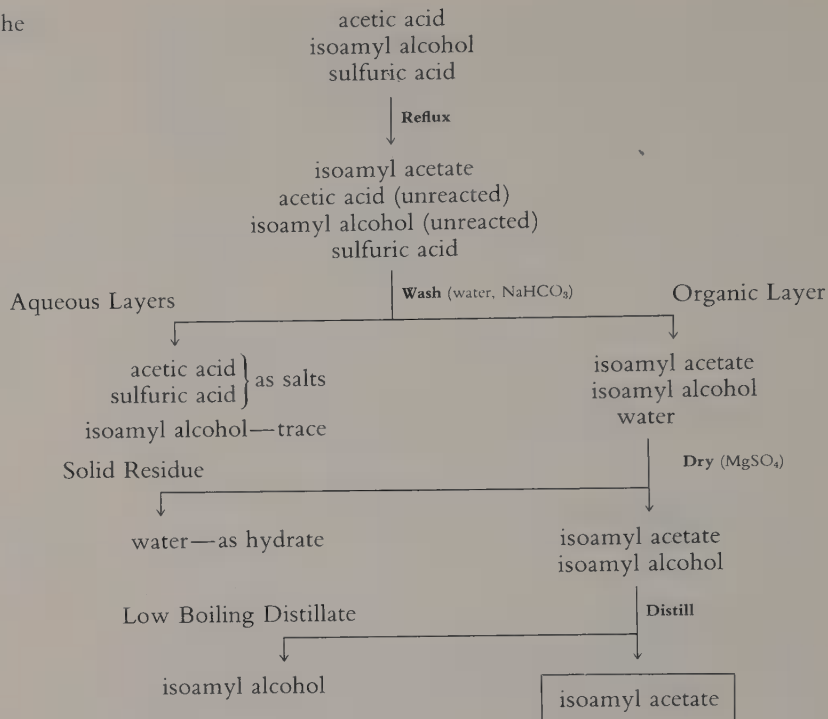 he
acetic acid
isoamyl alcohol
sulfuric acid
Reflux
isoamyl acetate
acetic acid (unreacted)
isoamyl alcohol (unreacted)
sulfuric acid
Wash (water, NaHCO₃)
Aqueous Layers
Organic Layer
acetic acid
sulfuric acid
} as salts
isoamyl alcohol—trace
isoamyl acetate
isoamyl alcohol
water
Dry (MgSO₄)
Solid Residue
water—as hydrate
isoamyl acetate
isoamyl alcohol
Distill
Low Boiling Distillate
isoamyl alcohol
isoamyl acetate